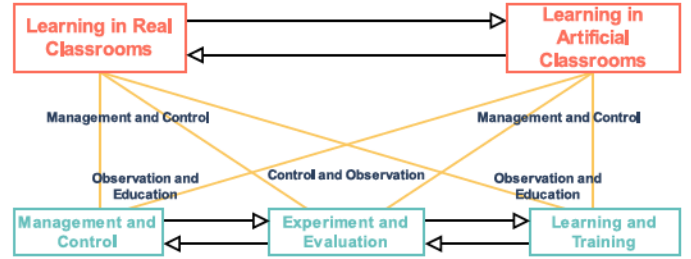 Learning in Real
Classrooms
Learning in
Artificial
Classrooms
Management and Control
Management and Control
Control and Observation
Observation and
Education
Observation and
Education
Management and
Control
Experiment and
Evaluation
Learning and
Training